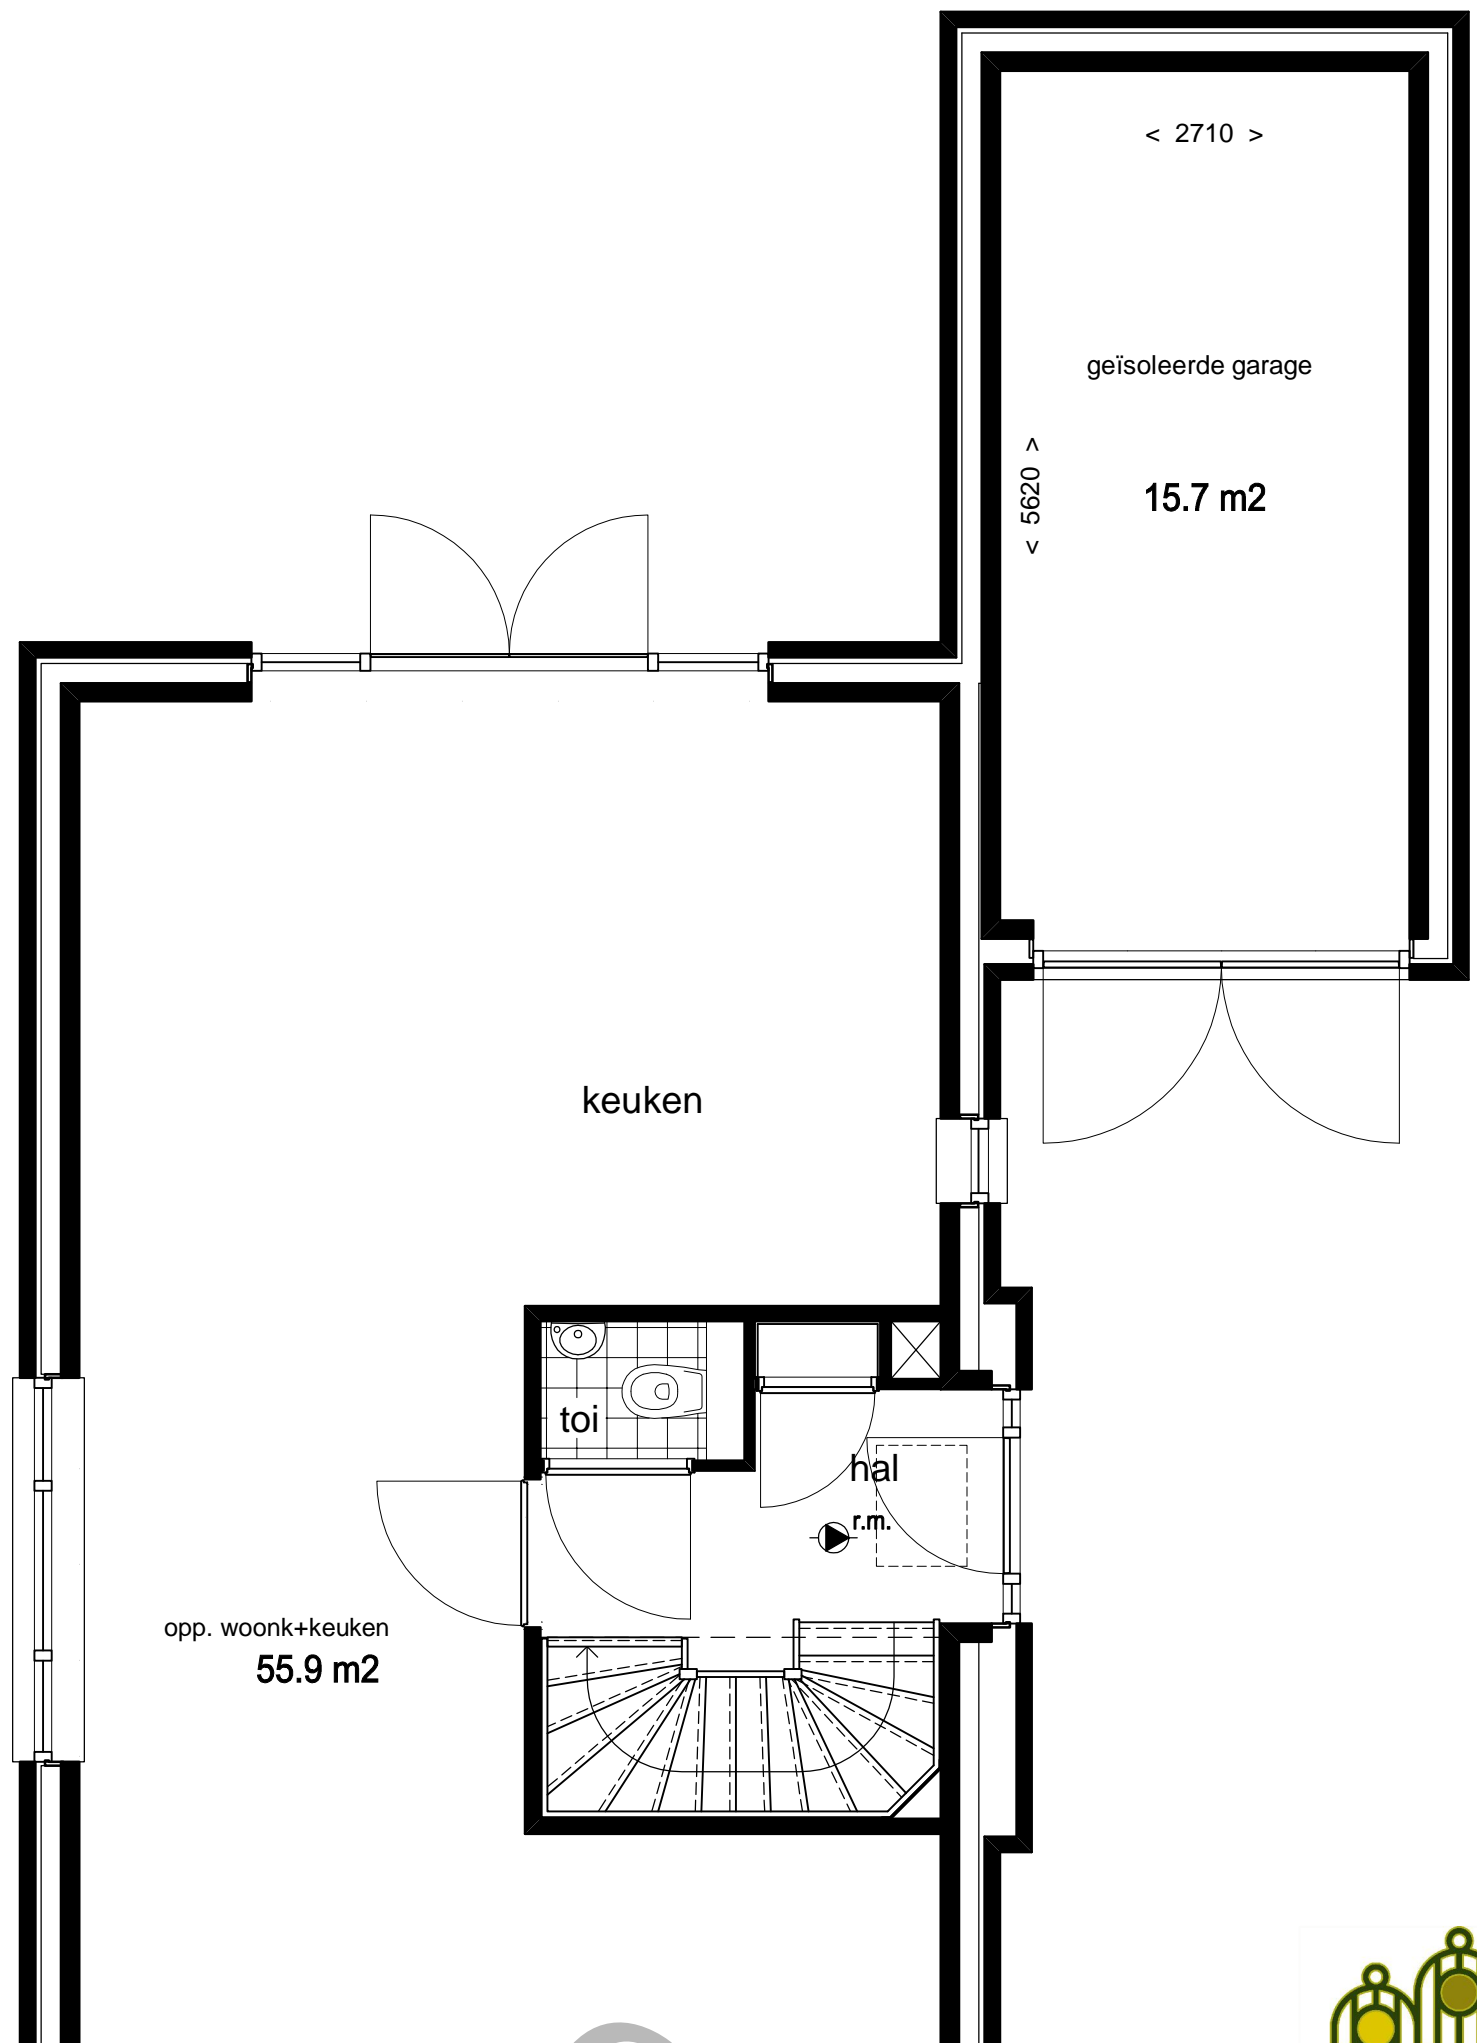 < 2710 >
geïsoleerde garage
< 5620 >
15.7 m2
keuken
toi
hal
r.m.
opp. woonk+keuken
55.9 m2